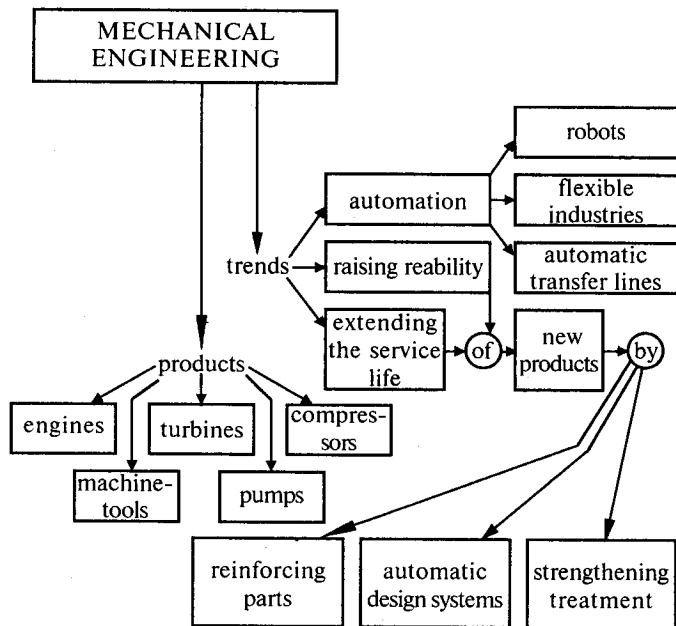 MECHANICAL
ENGINEERING
robots
automation
flexible
industries
trends
raising reability
automatic
transfer lines
extending
the service
life
of
new
products
by
products
engines
turbines
compres-
sors
machine-
tools
pumps
reinforcing
parts
automatic
design systems
strengthening
treatment